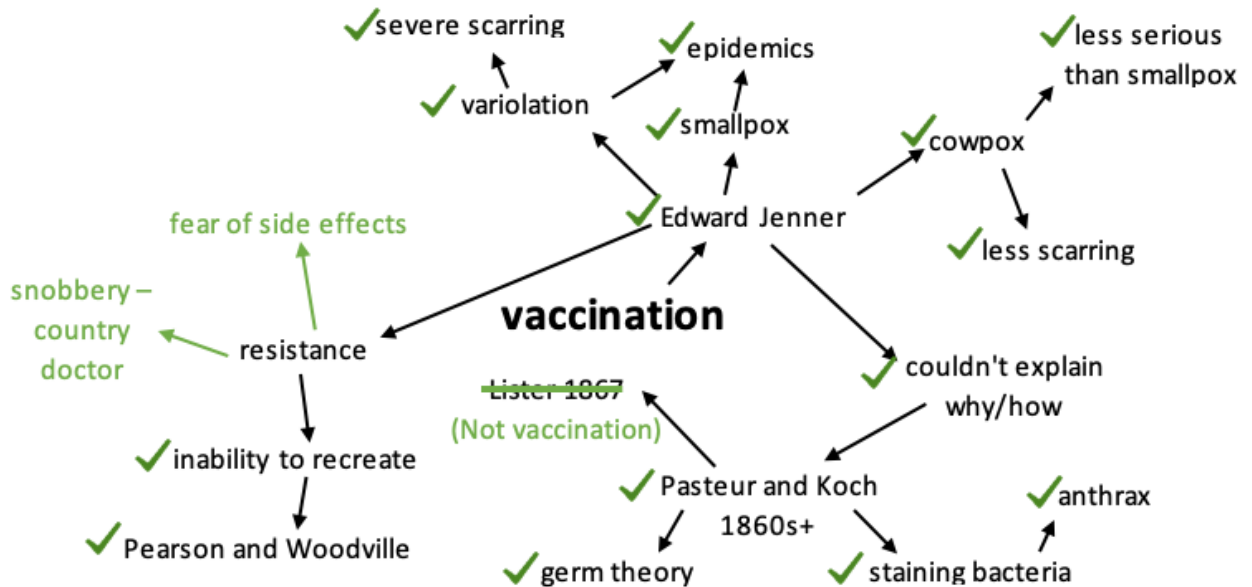 severe scarring
epidemics
less serious
than smallpox
variolation
smallpox
cowpox
fear of side effects
Edward Jenner
less scarring
snobbery –
country
doctor
vaccination
resistance
couldn't explain
why/how
Lister 1867
(Not vaccination)
inability to recreate
Pasteur and Koch
1860s+
anthrax
Pearson and Woodville
germ theory
staining bacteria